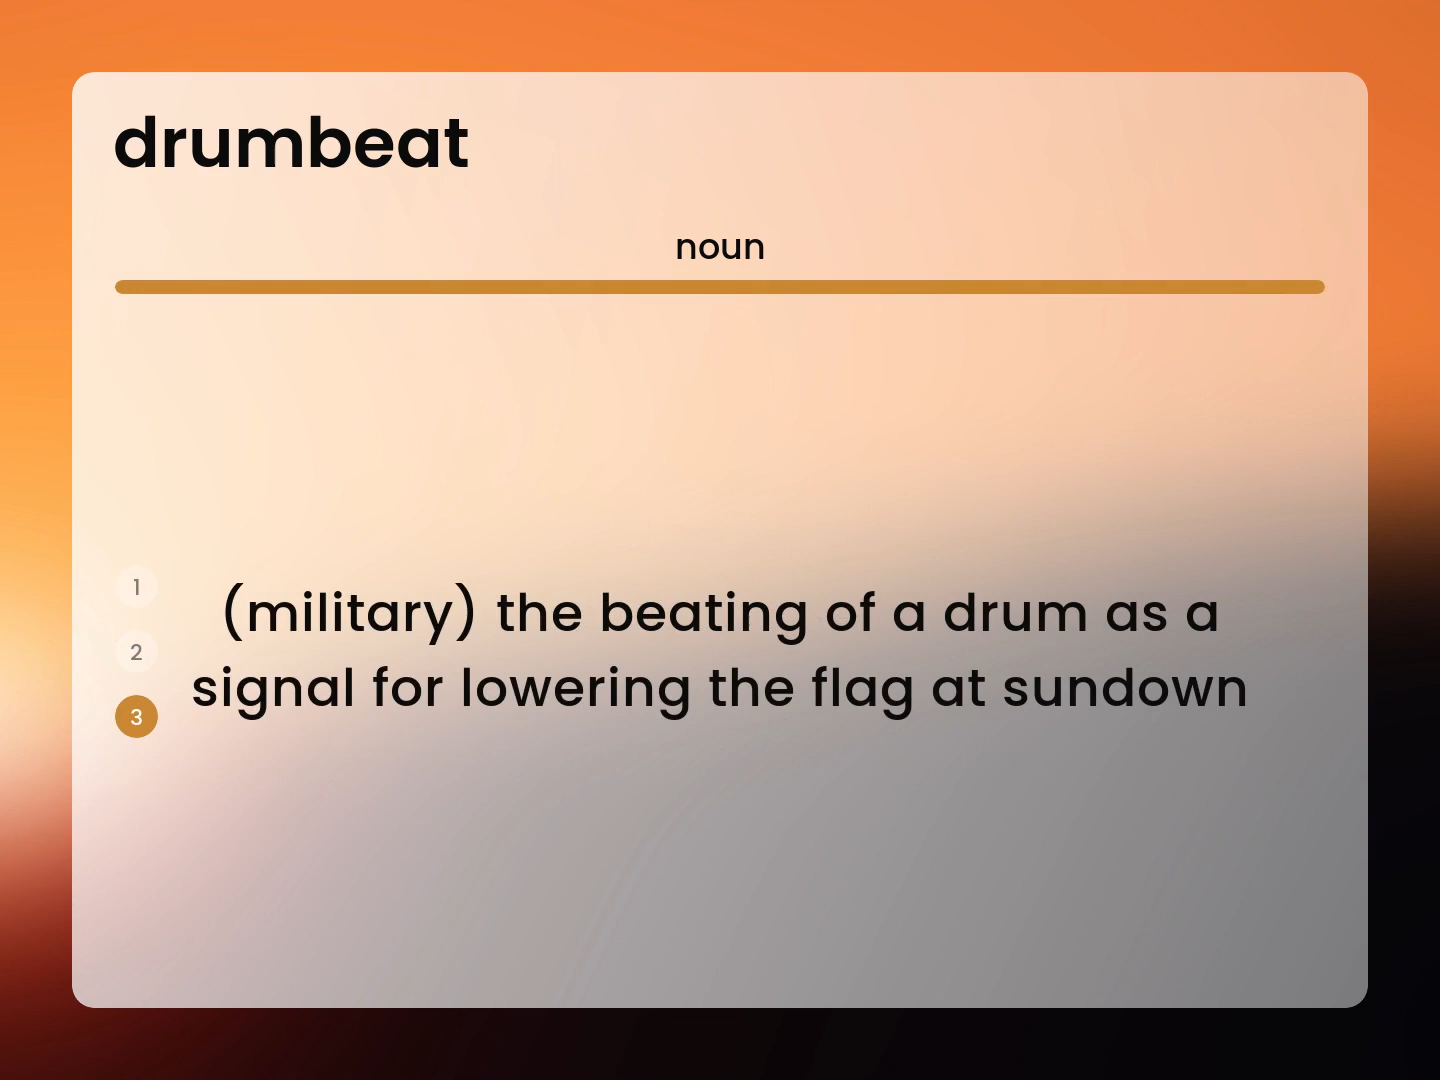 drumbeat
noun
1
2
3
(military) the beating of a drum as a
signal for lowering the flag at sundown